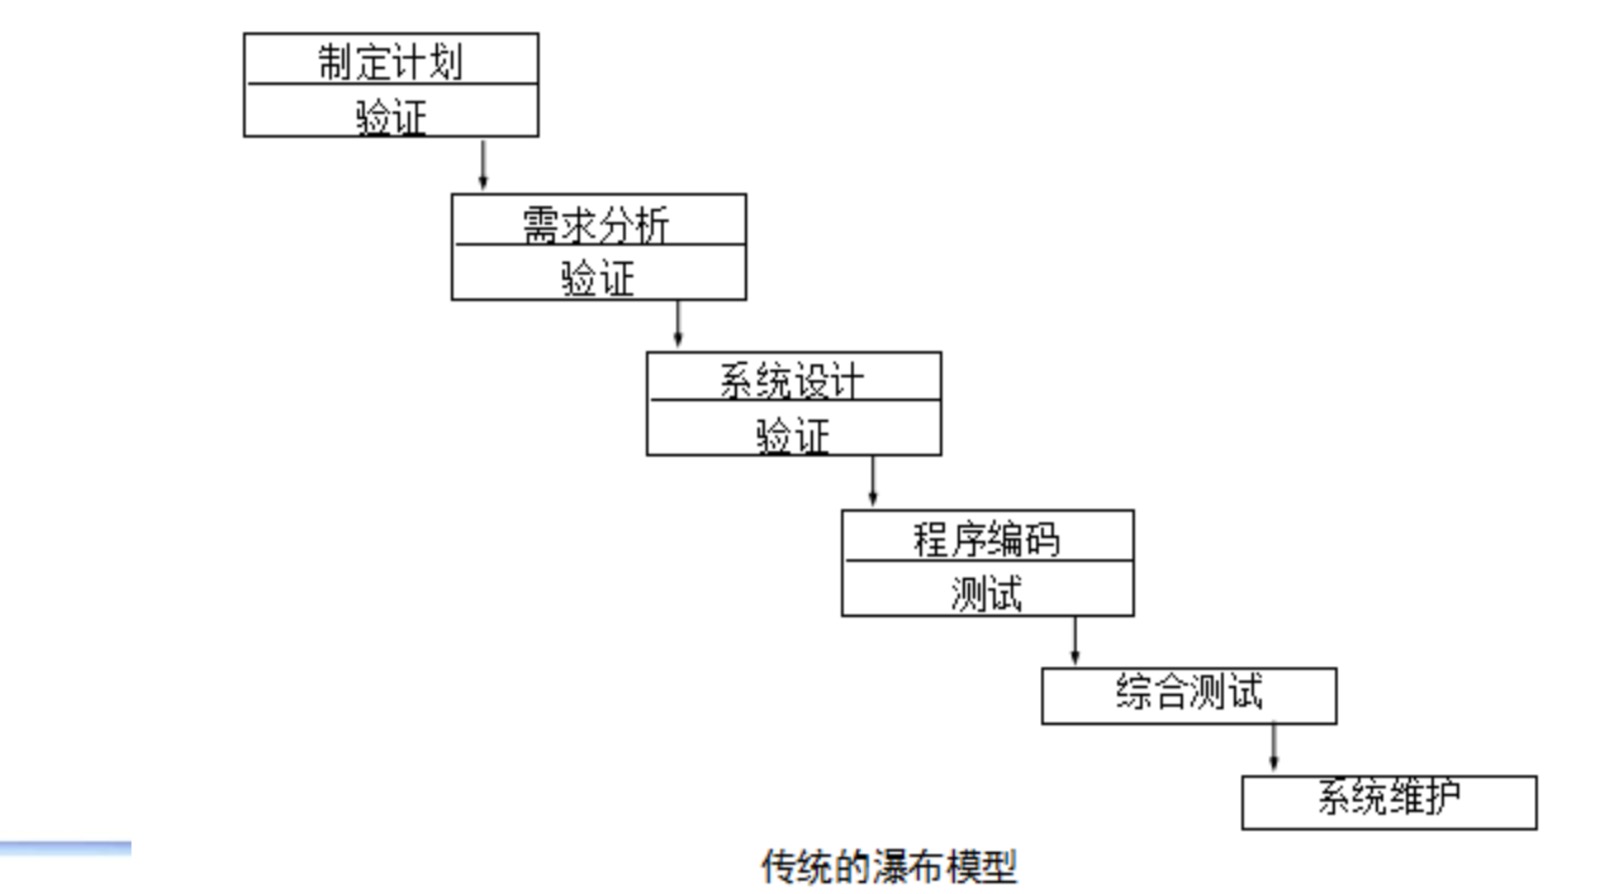 制定计划
验证
需求分析
验证
系统设计
验证
程序编码
测试
综合测试
系统维护
传统的瀑布模型